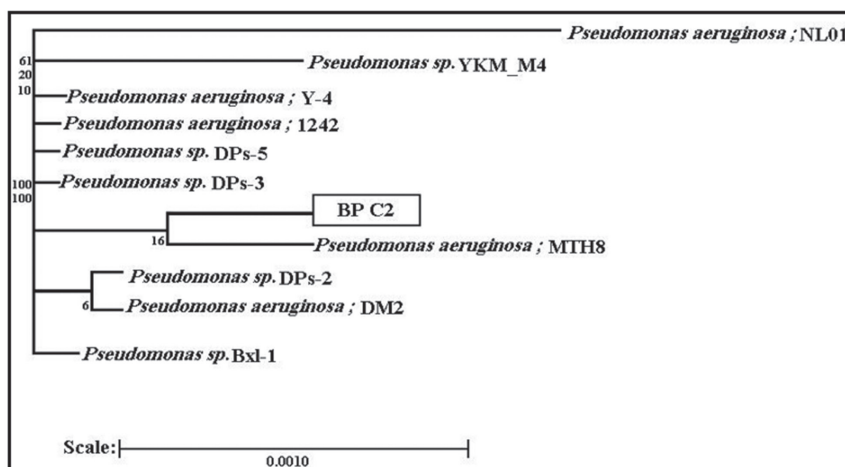 Pseudomonas aeruginosa ; NL01
61
Pseudomonas sp. YKM_M4
20
10
Pseudomonas aeruginosa ; Y-4
Pseudomonas aeruginosa ; 1242
Pseudomonas sp. DPs-5
100
Pseudomonas sp. DPs-3
100
BP C2
16
Pseudomonas aeruginosa ; MTH8
Pseudomonas sp. DPs-2
6
Pseudomonas aeruginosa ; DM2
Pseudomonas sp. Bxl-1
Scale:
0.0010